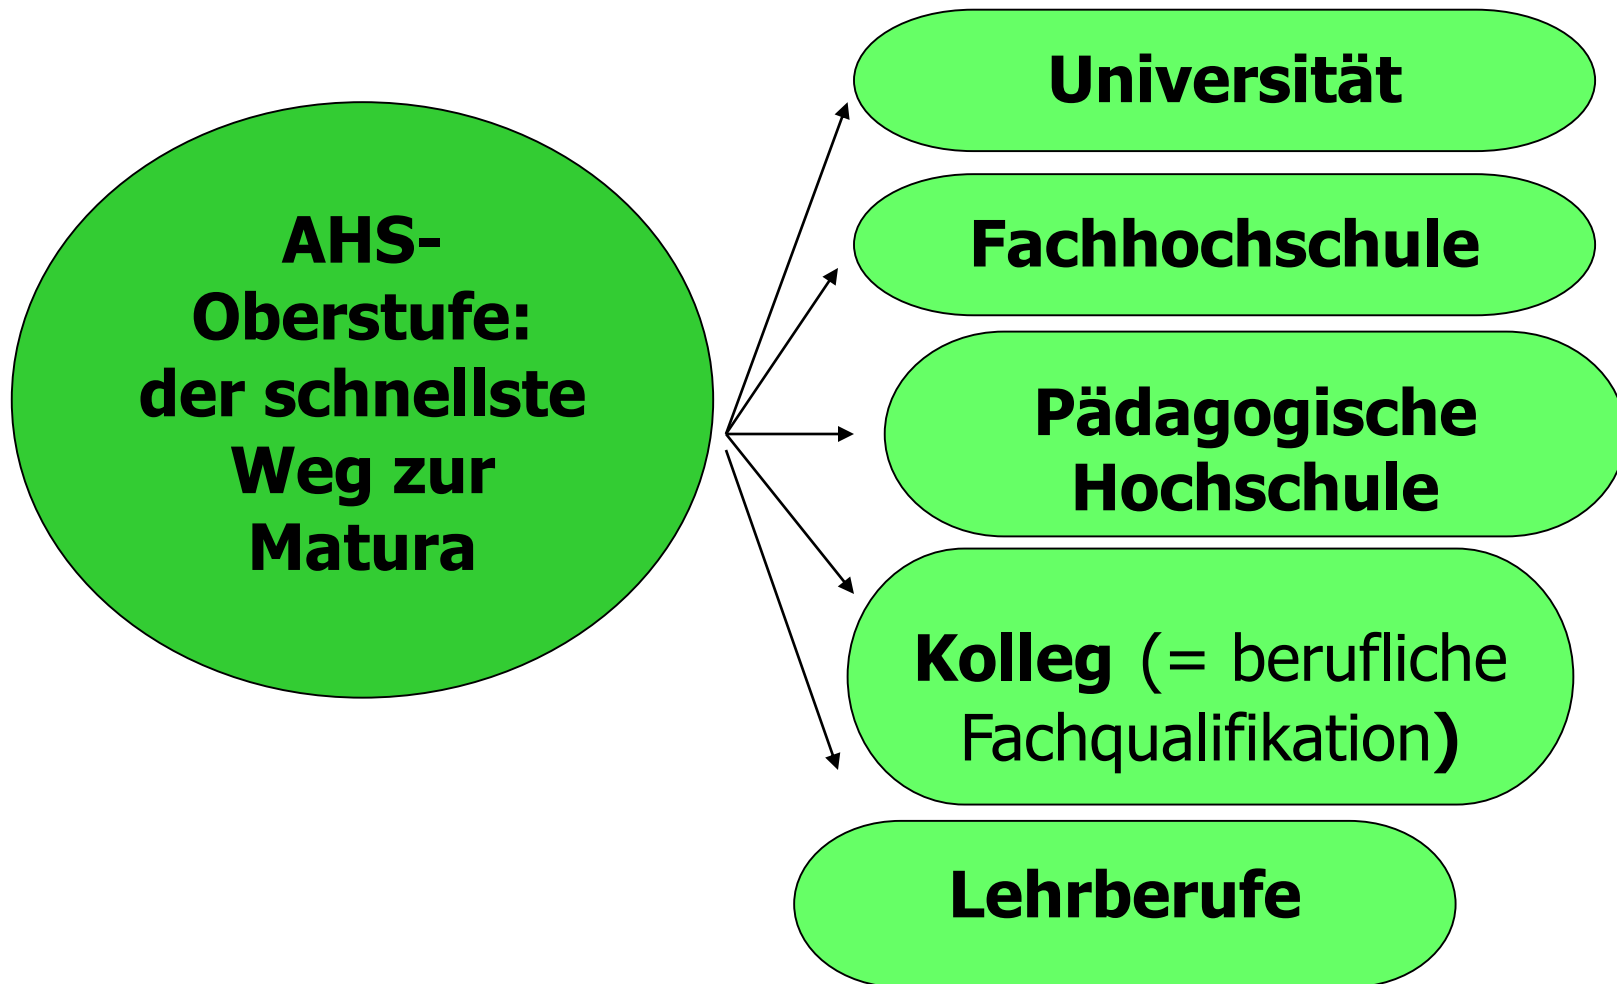 AHS-
Oberstufe:
der schnellste
Weg zur
Matura
Universität
Fachhochschule
Pädagogische
Hochschule
Kolleg (= berufliche
Fachqualifikation)
Lehrberufe